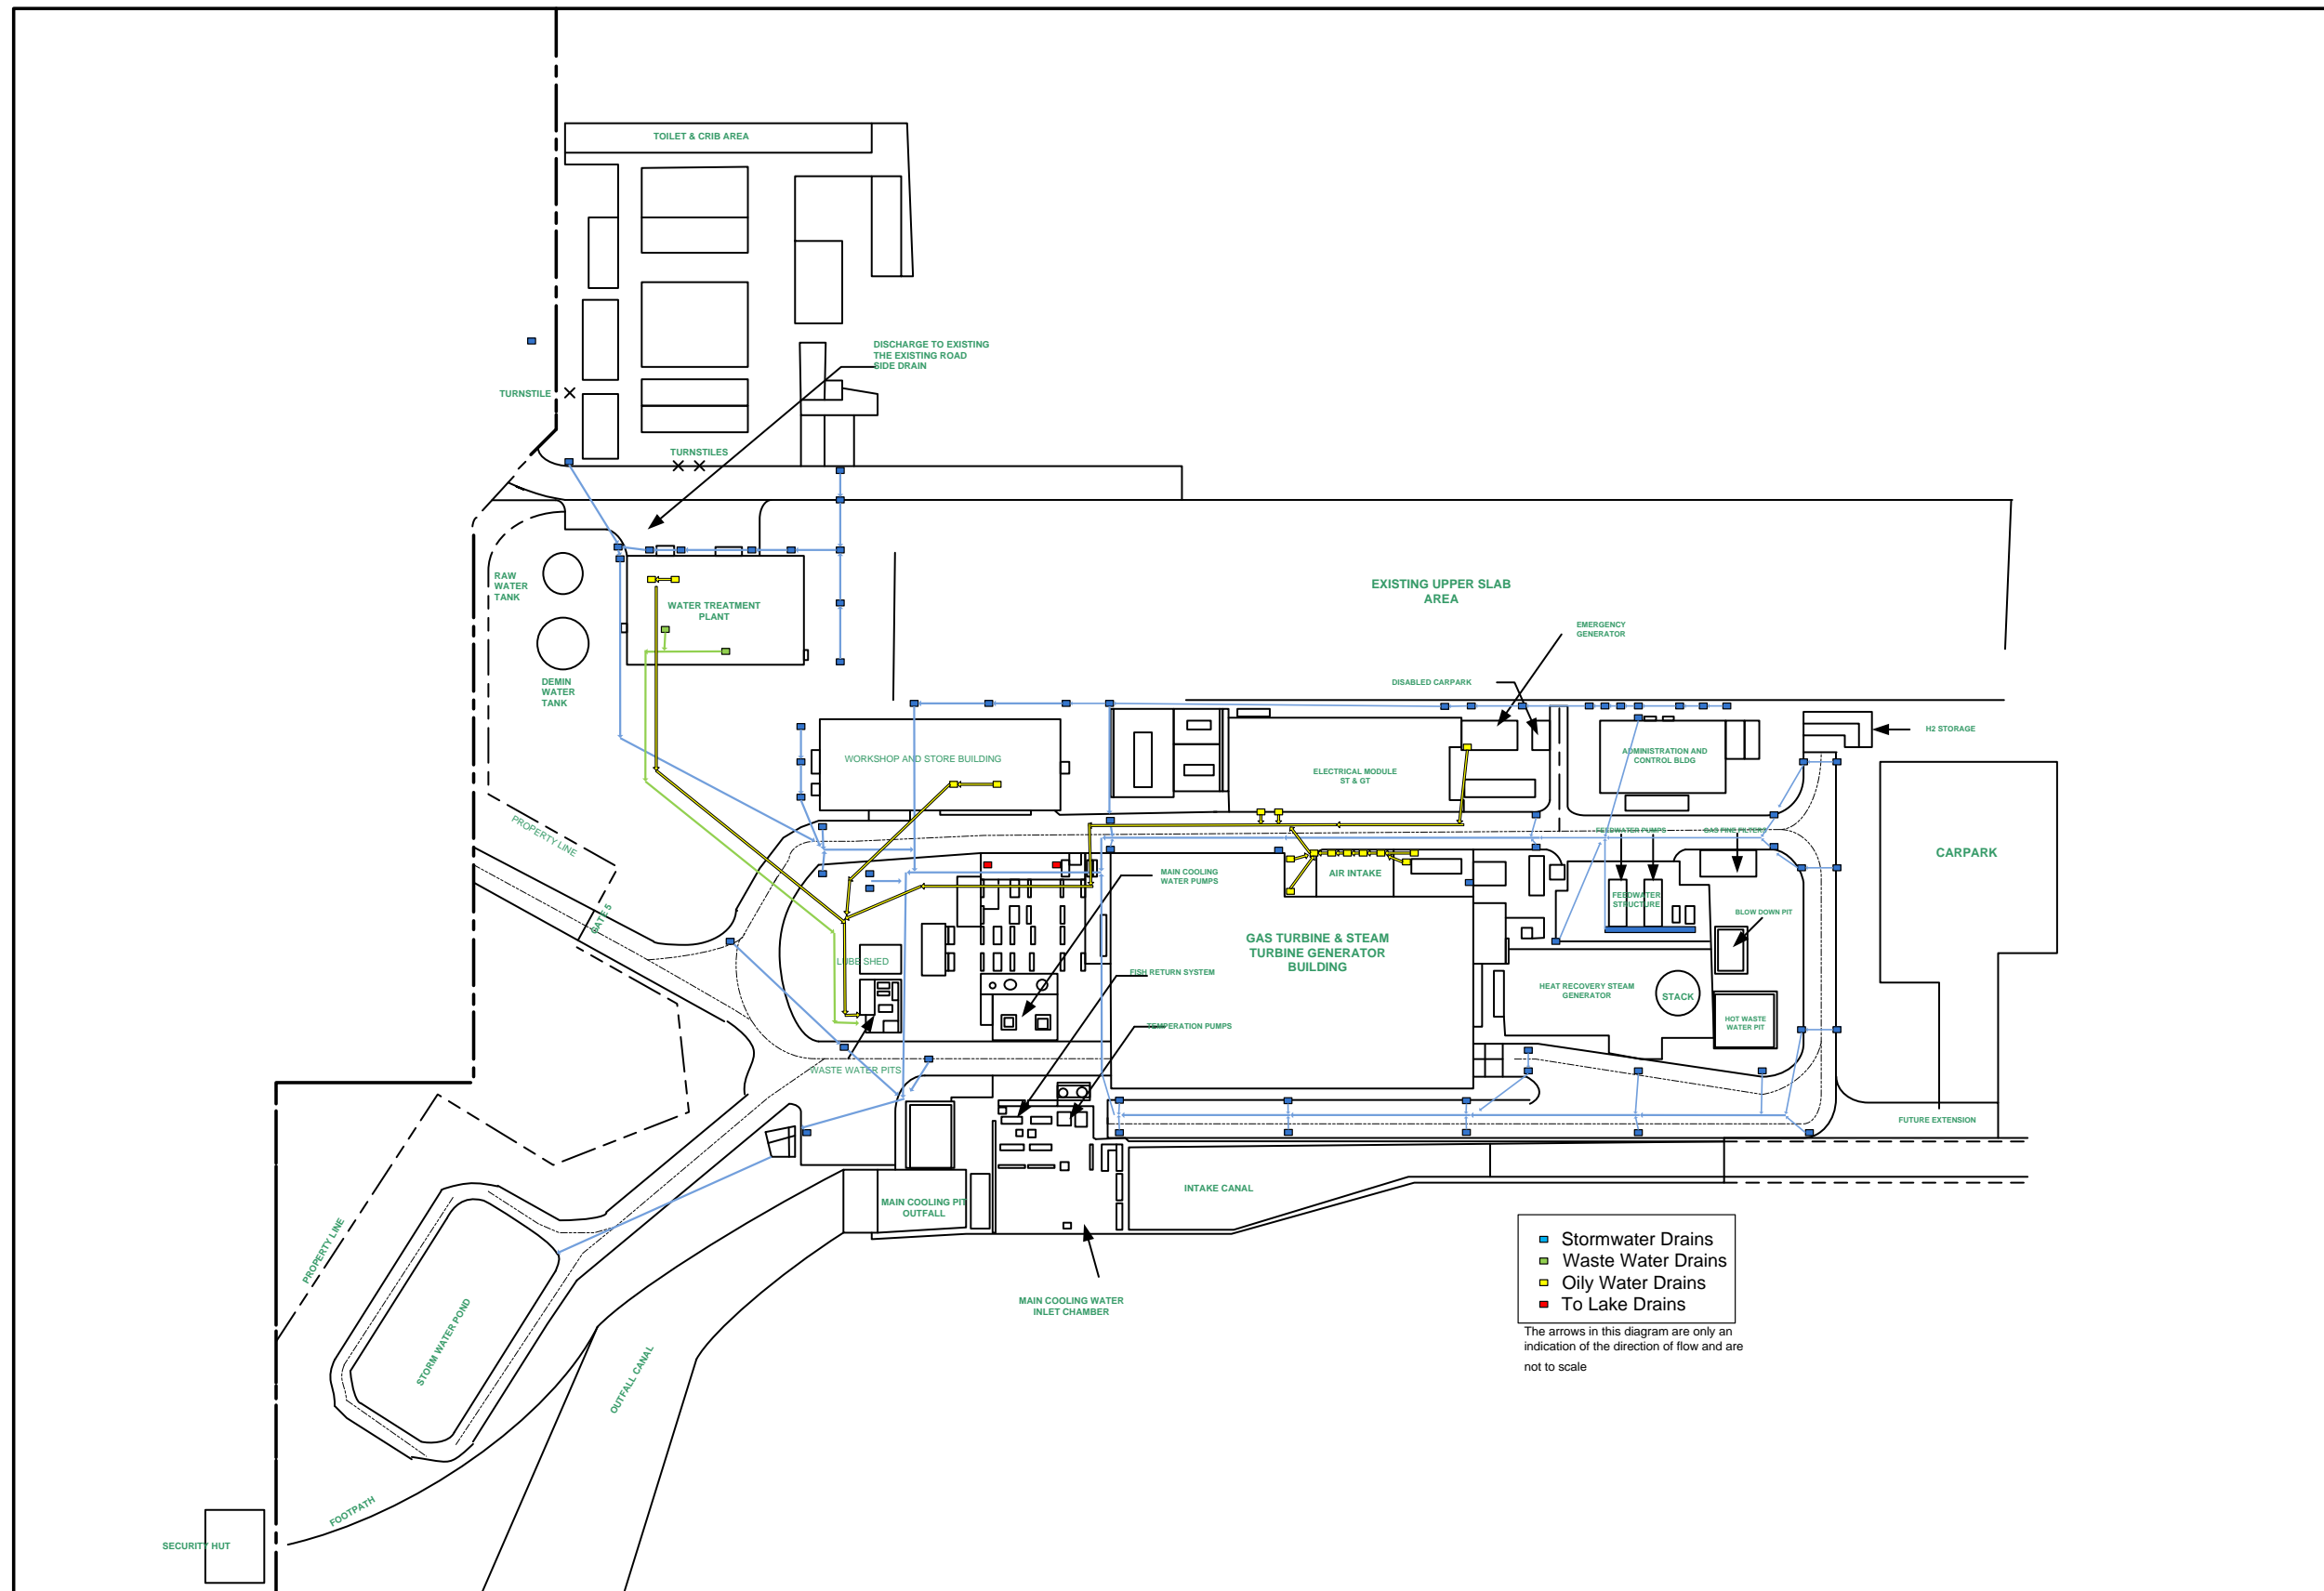 TOILET & CRIB AREA
DISCHARGE TO EXISTING
THE EXISTING ROAD
SIDE DRAIN
TURNSTILE
TURNSTILES
RAW
WATER
TANK
WATER TREATMENT
PLANT
DEMIN
WATER
TANK
EXISTING UPPER SLAB
AREA
EMERGENCY
GENERATOR
DISABLED CARPARK
H2 STORAGE
WORKSHOP AND STORE BUILDING
ELECTRICAL MODULE
ST & GT
ADMINISTRATION AND
CONTROL BLDG
PROPERTY LINE
FEEDWATER PUMPS
GAS FINE FILTERS
CARPARK
MAIN COOLING
WATER PUMPS
AIR INTAKE
FEEDWATER
STRUCTURE
BLOW DOWN PIT
GATE 5
GAS TURBINE & STEAM
TURBINE GENERATOR
BUILDING
LUBE SHED
FISH RETURN SYSTEM
HEAT RECOVERY STEAM
GENERATOR
STACK
HOT WASTE
WATER PIT
TEMPERATION PUMPS
WASTE WATER PITS
FUTURE EXTENSION
MAIN COOLING PIT
OUTFALL
INTAKE CANAL
PROPERTY LINE
STORM WATER POND
OUTFALL CANAL
MAIN COOLING WATER
INLET CHAMBER
Stormwater Drains
Waste Water Drains
Oily Water Drains
To Lake Drains
The arrows in this diagram are only an
indication of the direction of flow and are
not to scale
FOOTPATH
SECURITY HUT